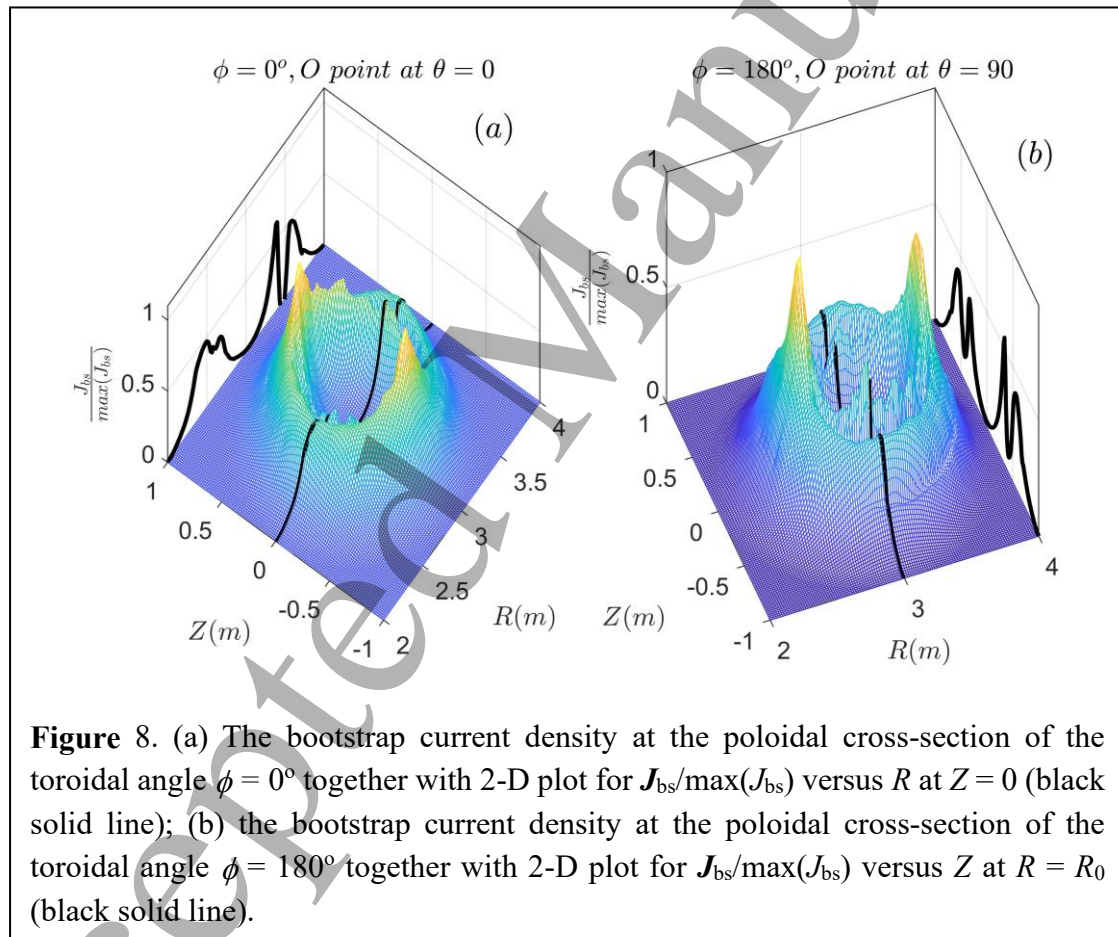 ϕ = 0°, O point at θ = 0
ϕ = 180°, O point at θ = 90
(a)
(b)
J_bs/max(J_bs)
1
0.5
0
1
0.5
0
-0.5
-1
Z(m)
2
2.5
3
3.5
4
R(m)
J_bs/max(J_bs)
1
0.5
0
1
0.5
0
-0.5
-1
Z(m)
2
3
4
R(m)
Figure 8. (a) The bootstrap current density at the poloidal cross-section of the
toroidal angle ϕ = 0° together with 2-D plot for J_bs/max(J_bs) versus R at Z = 0 (black
solid line); (b) the bootstrap current density at the poloidal cross-section of the
toroidal angle ϕ = 180° together with 2-D plot for J_bs/max(J_bs) versus Z at R = R_0
(black solid line).
epted Manu